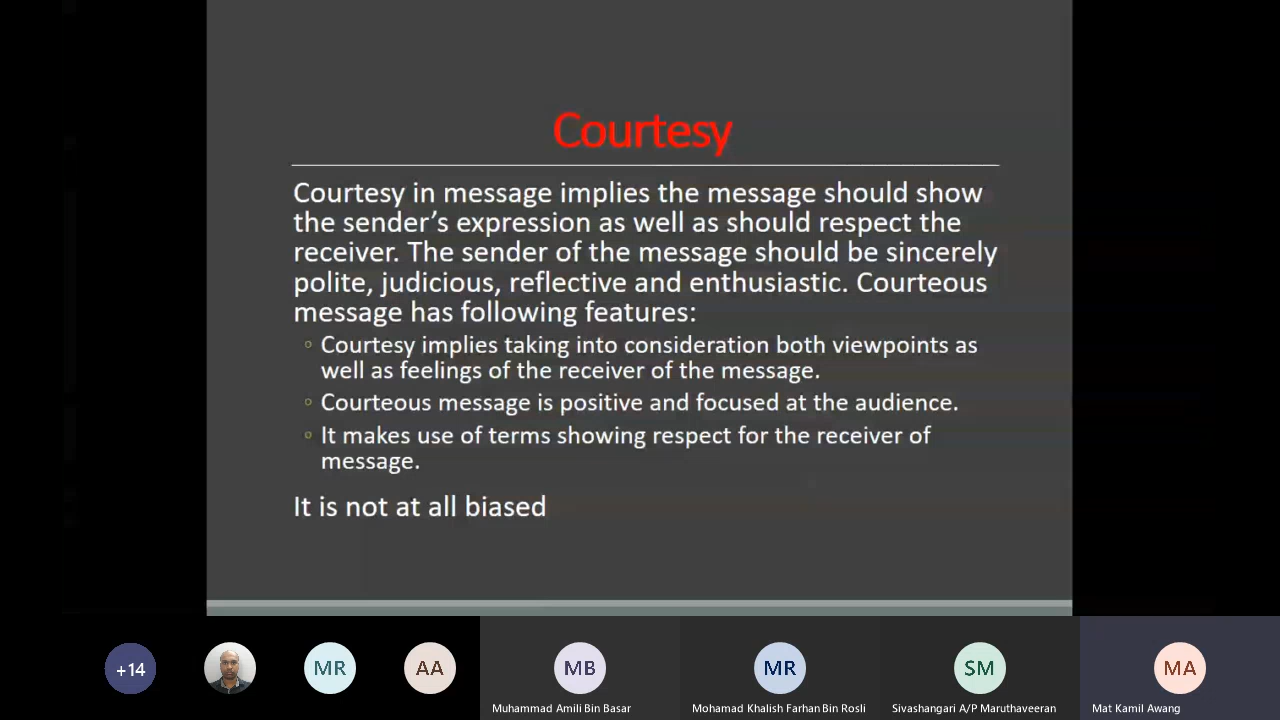 Courtesy
Courtesy in message implies the message should show
the sender’s expression as well as should respect the
receiver. The sender of the message should be sincerely
polite, judicious, reflective and enthusiastic. Courteous
message has following features:
Courtesy implies taking into consideration both viewpoints as
well as feelings of the receiver of the message.
Courteous message is positive and focused at the audience.
It makes use of terms showing respect for the receiver of
message.
It is not at all biased
+14
MR
AA
MB
MR
SM
MA
Muhammad Amili Bin Basar
Mohamad Khalish Farhan Bin Rosli
Sivashangari A/P Maruthaveeran
Mat Kamil Awang